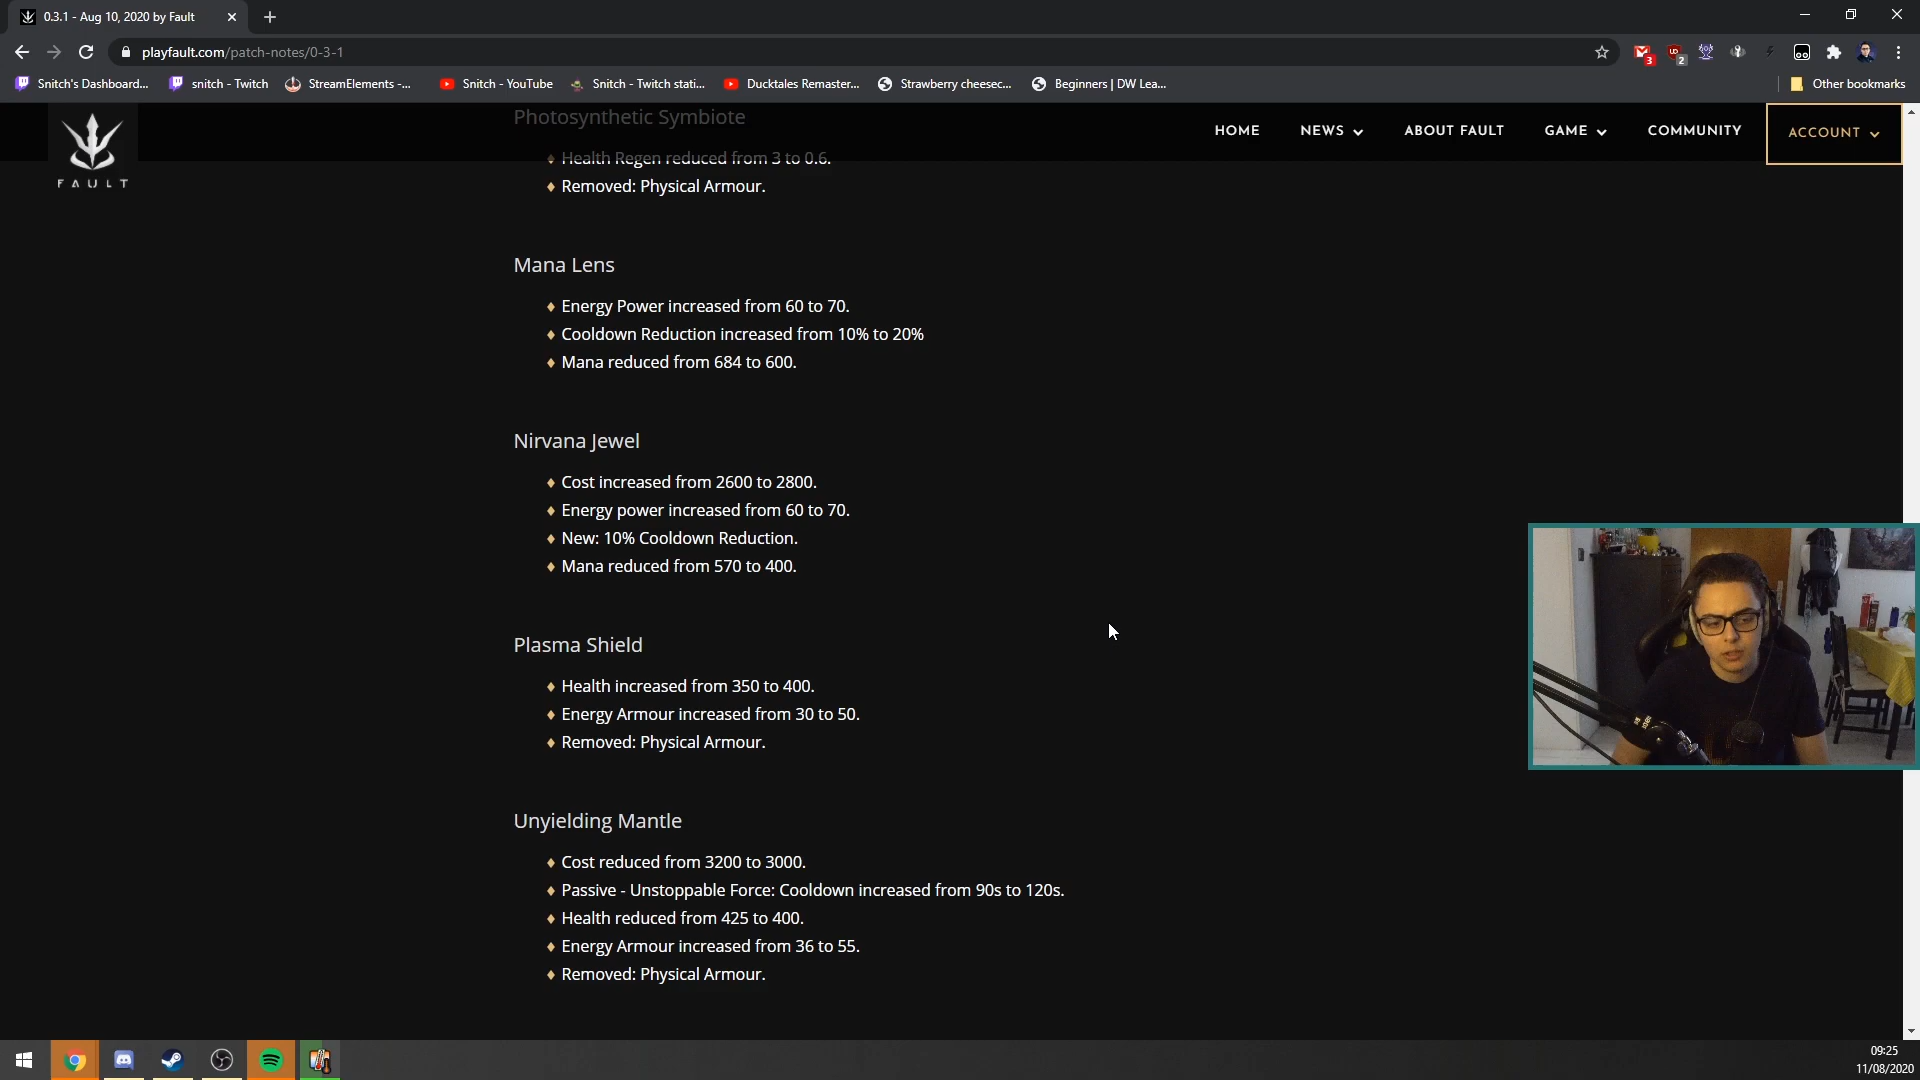 0.3.1 - Aug 10, 2020 by Fault
playfault.com/patch-notes/0-3-1
3
UD
2
Snitch's Dashboard...
snitch - Twitch
StreamElements -...
Snitch - YouTube
Snitch - Twitch stati...
Ducktales Remaster...
Strawberry cheesec...
Beginners | DW Lea...
Other bookmarks
FAULT
HOME
NEWS
ABOUT FAULT
GAME
COMMUNITY
ACCOUNT
Photosynthetic Symbiote
Health Regen reduced from 3 to 0.6.
Removed: Physical Armour.
Mana Lens
Energy Power increased from 60 to 70.
Cooldown Reduction increased from 10% to 20%
Mana reduced from 684 to 600.
Nirvana Jewel
Cost increased from 2600 to 2800.
Energy power increased from 60 to 70.
New: 10% Cooldown Reduction.
Mana reduced from 570 to 400.
Plasma Shield
Health increased from 350 to 400.
Energy Armour increased from 30 to 50.
Removed: Physical Armour.
Unyielding Mantle
Cost reduced from 3200 to 3000.
Passive - Unstoppable Force: Cooldown increased from 90s to 120s.
Health reduced from 425 to 400.
Energy Armour increased from 36 to 55.
Removed: Physical Armour.
09:25
11/08/2020